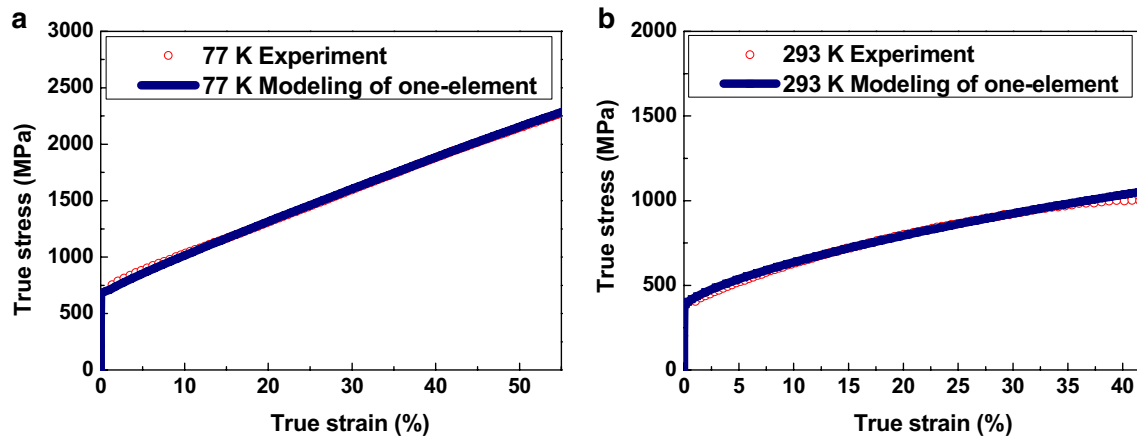 a
3000
2500
2000
1500
1000
500
0
True stress (MPa)
77 K Experiment
77 K Modeling of one-element
0 10 20 30 40 50
True strain (%)
b
2000
1500
1000
500
0
True stress (MPa)
293 K Experiment
293 K Modeling of one-element
0 5 10 15 20 25 30 35 40
True strain (%)